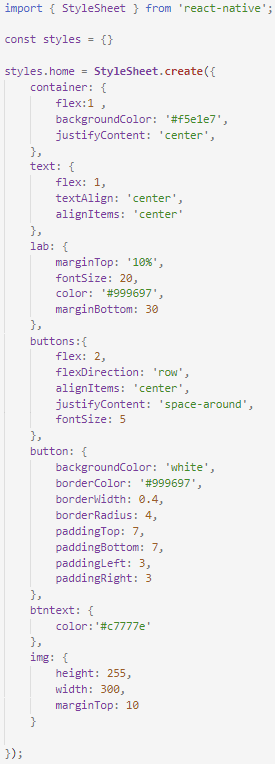 import { StyleSheet } from 'react-native';
const styles = {}
styles.home = StyleSheet.create({
container: {
flex:1 ,
backgroundColor: '#f5e1e7',
justifyContent: 'center',
},
text: {
flex: 1,
textAlign: 'center',
alignItems: 'center'
},
lab: {
marginTop: '10%',
fontSize: 20,
color: '#999697',
marginBottom: 30
},
buttons:{
flex: 2,
flexDirection: 'row',
alignItems: 'center',
justifyContent: 'space-around',
fontSize: 5
},
button: {
backgroundColor: 'white',
borderColor: '#999697',
borderWidth: 0.4,
borderRadius: 4,
paddingTop: 7,
paddingBottom: 7,
paddingLeft: 3,
paddingRight: 3
},
btntext: {
color:'#c7777e'
},
img: {
height: 255,
width: 300,
marginTop: 10
}
});